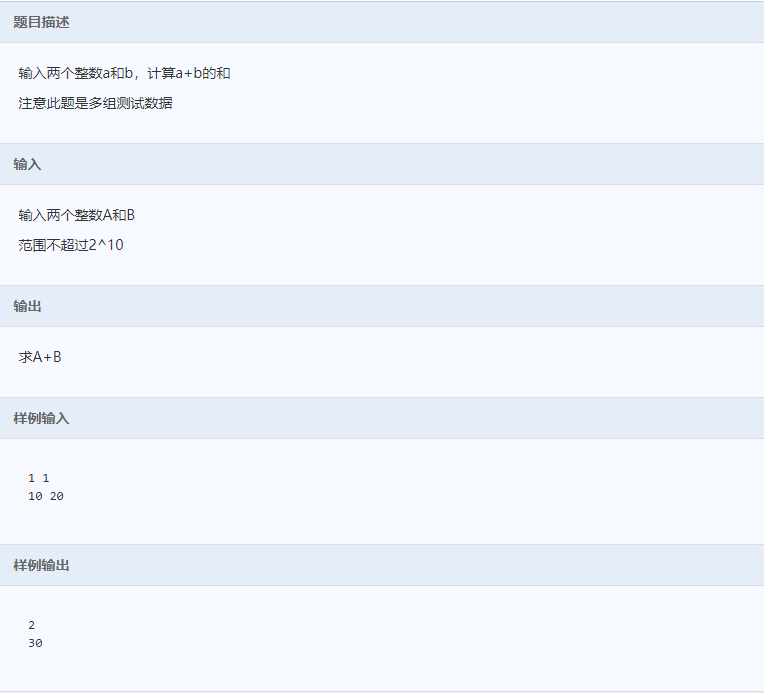 题目描述
输入两个整数a和b，计算a+b的和
注意此题是多组测试数据
输入
输入两个整数A和B
范围不超过2^10
输出
求A+B
样例输入
1 1
10 20
样例输出
2
30